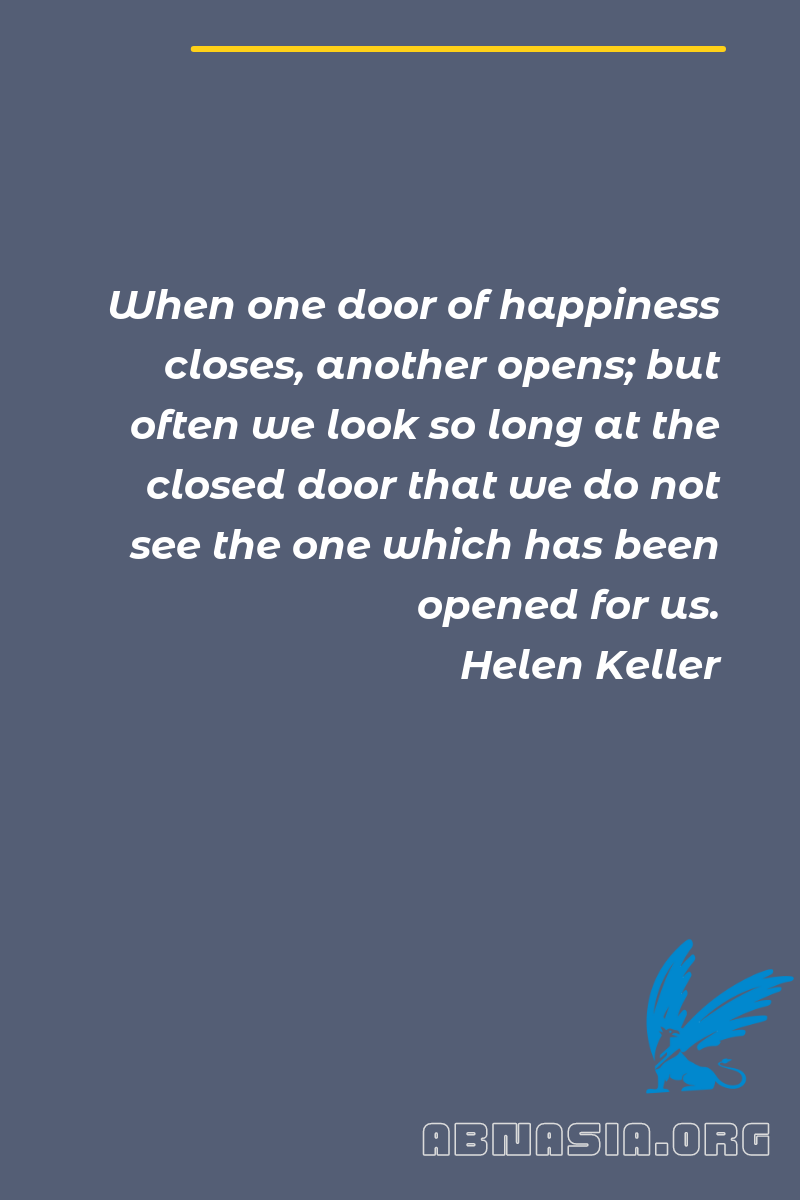 When one door of happiness
closes, another opens; but
often we look so long at the
closed door that we do not
see the one which has been
opened for us.
Helen Keller
ABNASIA.ORG